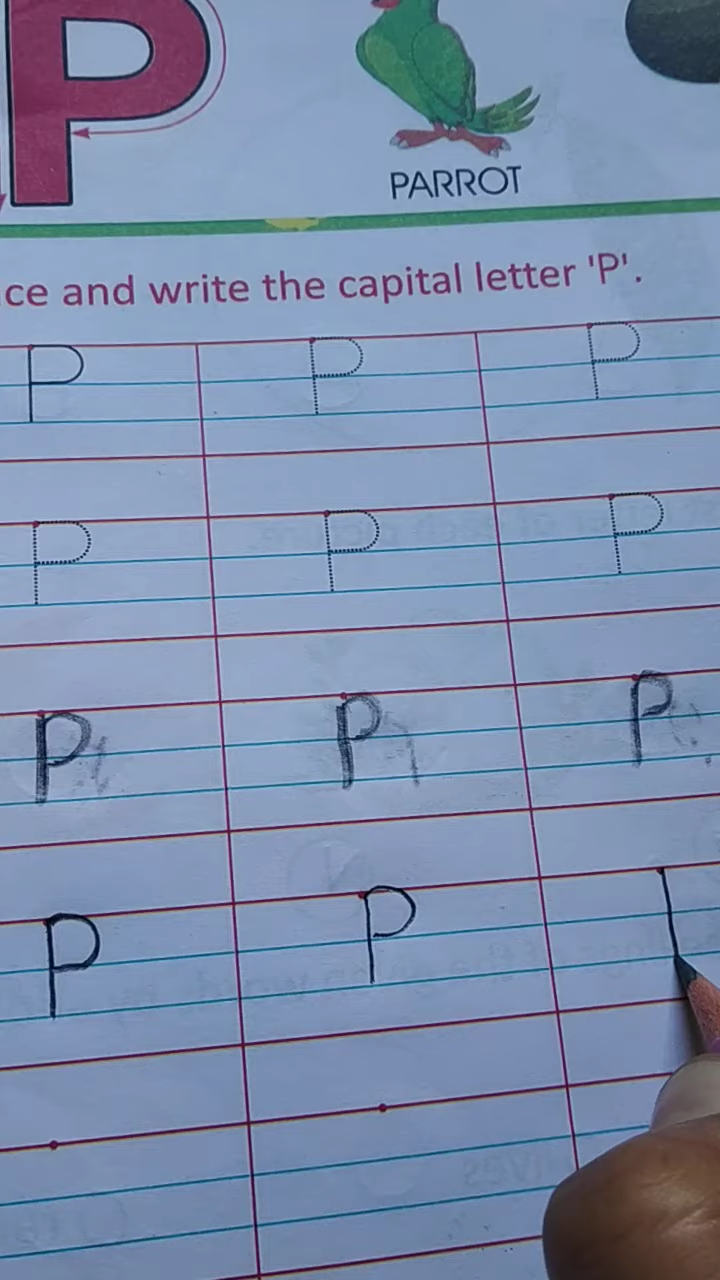 P
PARROT
ce and write the capital letter 'P'.
P P P
P P P
P P P
P P